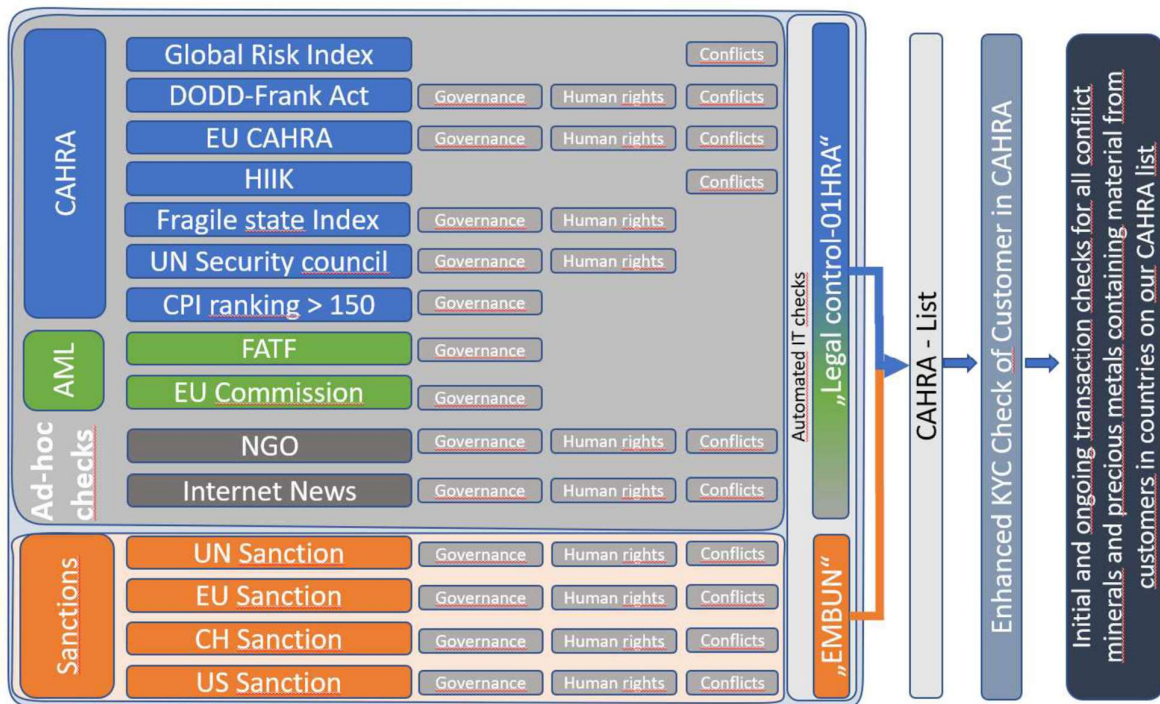 CAHRA
Global Risk Index
Conflicts
DODD-Frank Act
Governance
Human rights
Conflicts
EU CAHRA
Governance
Human rights
Conflicts
HIIK
Conflicts
Fragile state Index
Governance
Human rights
UN Security council
Governance
Human rights
CPI ranking > 150
Governance
AML
FATF
Governance
EU Commission
Governance
Ad-hoc
checks
NGO
Governance
Human rights
Conflicts
Internet News
Governance
Human rights
Conflicts
Sanctions
UN Sanction
Governance
Human rights
Conflicts
EU Sanction
Governance
Human rights
Conflicts
CH Sanction
Governance
Human rights
Conflicts
US Sanction
Governance
Human rights
Conflicts
Automated IT checks
„Legal control-01HRA“
„EMBUN“
CAHRA - List
Enhanced KYC Check of Customer in CAHRA
Initial and ongoing transaction checks for all conflict
minerals and precious metals containing material from
customers in countries on our CAHRA list